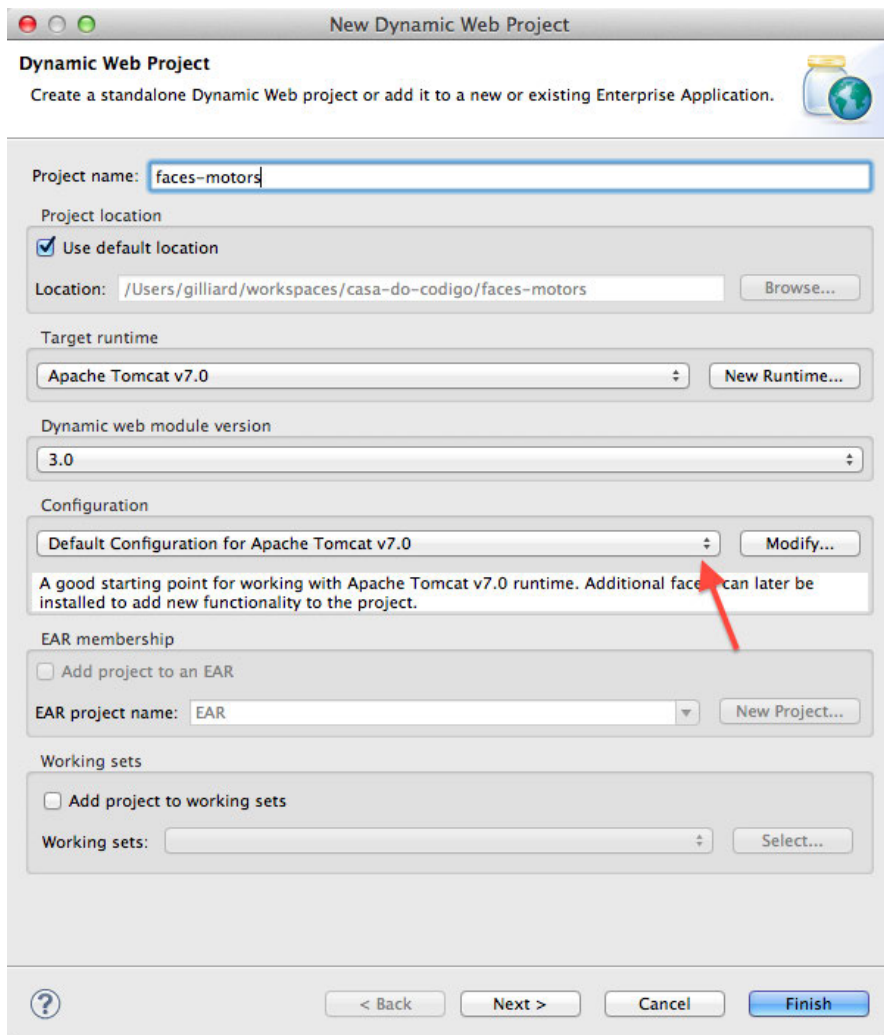 New Dynamic Web Project
Dynamic Web Project
Create a standalone Dynamic Web project or add it to a new or existing Enterprise Application.
Project name: faces-motors
Project location
Use default location
Location: /Users/gilliard/workspaces/casa-do-codigo/faces-motors Browse...
Target runtime
Apache Tomcat v7.0 New Runtime...
Dynamic web module version
3.0
Configuration
Default Configuration for Apache Tomcat v7.0 Modify...
A good starting point for working with Apache Tomcat v7.0 runtime. Additional facets can later be
installed to add new functionality to the project.
EAR membership
Add project to an EAR
EAR project name: EAR New Project...
Working sets
Add project to working sets
Working sets: Select...
? < Back Next > Cancel Finish